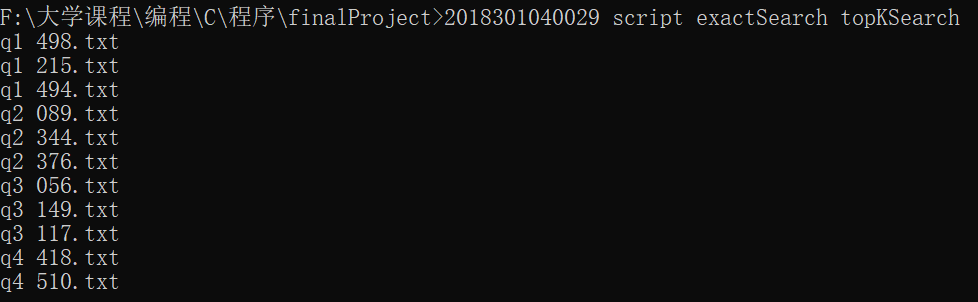 F:\大学课程\编程\C\程序\finalProject>2018301040029 script exactSearch topKSearch
q1 498.txt
q1 215.txt
q1 494.txt
q2 089.txt
q2 344.txt
q2 376.txt
q3 056.txt
q3 149.txt
q3 117.txt
q4 418.txt
q4 510.txt